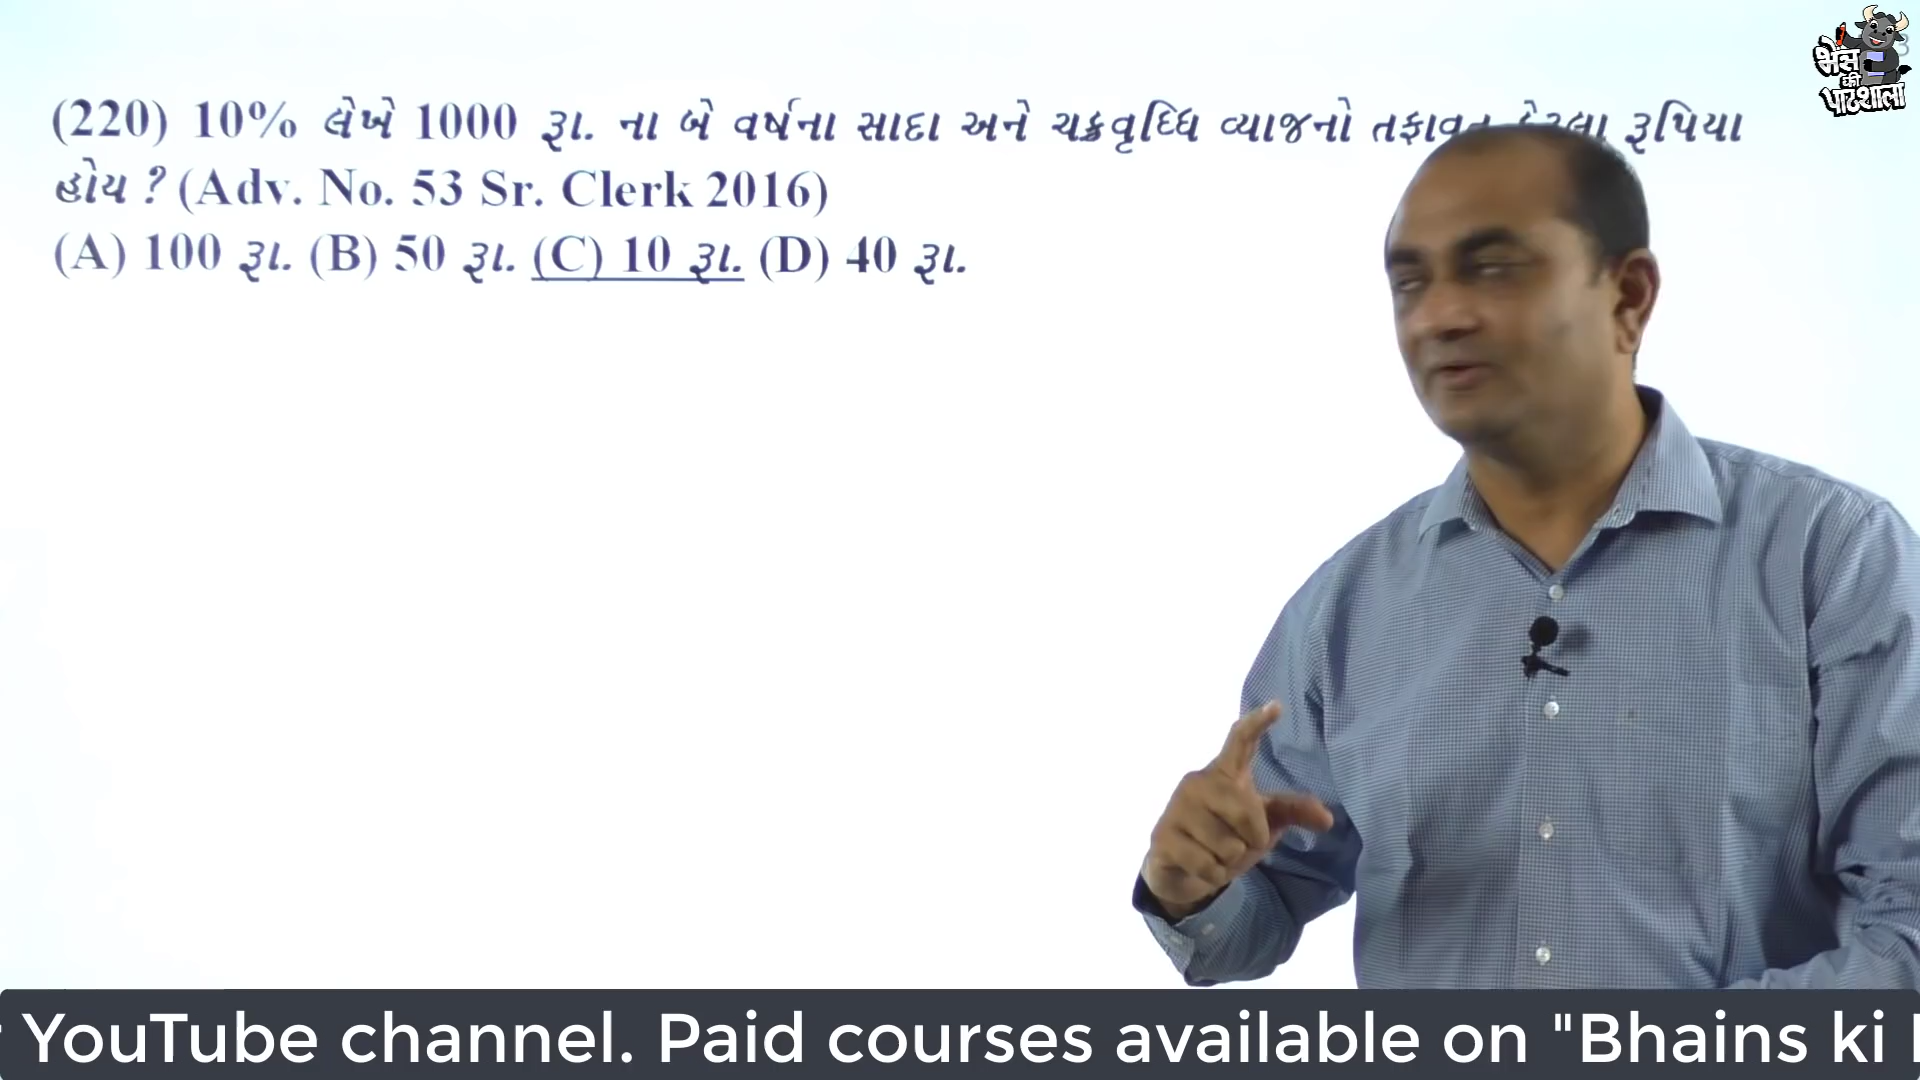 (220) 10% લેખે 1000 રૂા. ના બે વર્ષના સાદા અને ચક્રવૃધ્ધિ વ્યાજનો રૂપિયા
હોય ? (Adv. No. 53 Sr. Clerk 2016)
(A) 100 રૂા. (B) 50 રૂા. (C) 10 રૂા. (D) 40 રૂા.
भैंस
की
पाठशाला
YouTube channel. Paid courses available on "Bhains ki